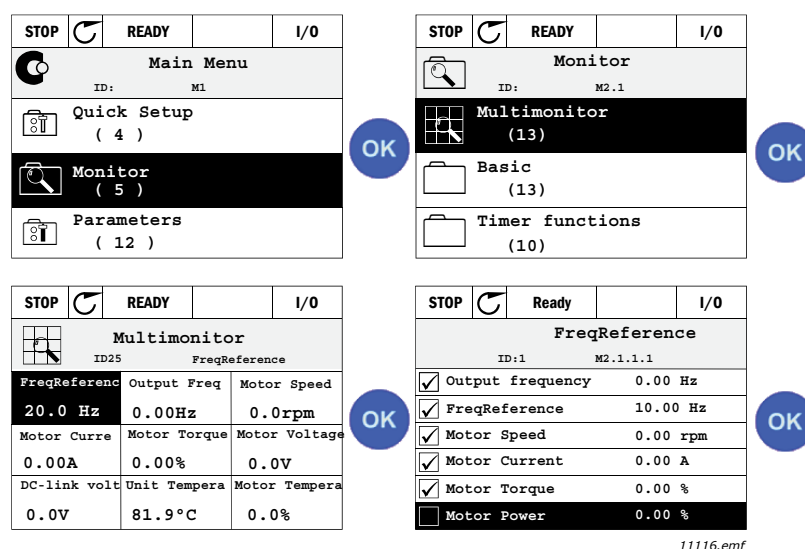 STOP READY I/O
Main Menu
ID: M1
Quick Setup
( 4 )
Monitor
( 5 )
Parameters
( 12 )
OK
STOP READY I/O
Monitor
ID: M2.1
Multimonitor
(13)
Basic
(13)
Timer functions
(10)
OK
STOP READY I/O
Multimonitor
ID25 FreqReference
FreqReferenc Output Freq Motor Speed
20.0 Hz 0.00Hz 0.0rpm
Motor Curre Motor Torque Motor Voltage
0.00A 0.00% 0.0V
DC-link volt Unit Tempera Motor Tempera
0.0V 81.9°C 0.0%
OK
STOP Ready I/O
FreqReference
ID:1 M2.1.1.1
Output frequency 0.00 Hz
FreqReference 10.00 Hz
Motor Speed 0.00 rpm
Motor Current 0.00 A
Motor Torque 0.00 %
Motor Power 0.00 %
OK
11116.emf